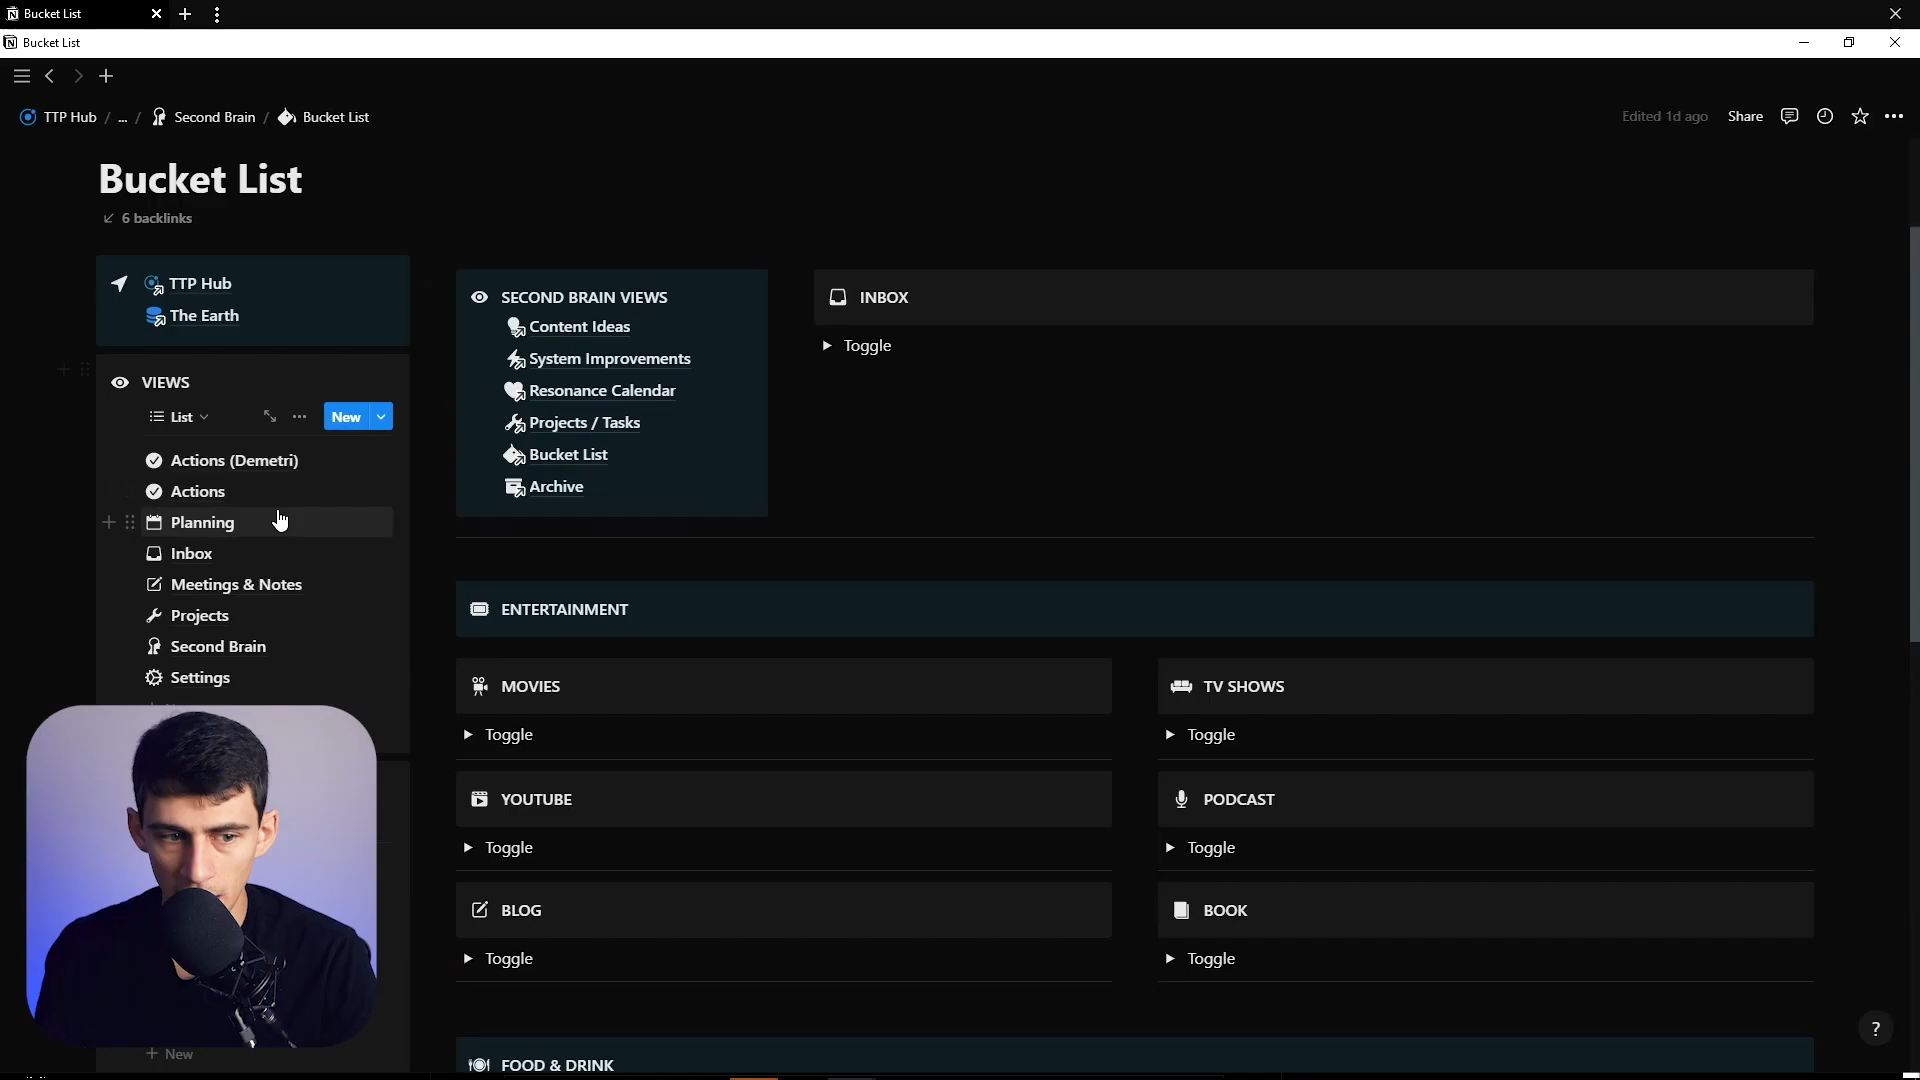 Bucket List
Bucket List
TTP Hub / ... / Second Brain / Bucket List
Edited 1d ago Share
Bucket List
6 backlinks
TTP Hub
The Earth
VIEWS
List
New
Actions (Demetri)
Actions
Planning
Inbox
Meetings & Notes
Projects
Second Brain
Settings
+ New
SECOND BRAIN VIEWS
Content Ideas
System Improvements
Resonance Calendar
Projects / Tasks
Bucket List
Archive
INBOX
Toggle
ENTERTAINMENT
MOVIES
Toggle
TV SHOWS
Toggle
YOUTUBE
Toggle
PODCAST
Toggle
BLOG
Toggle
BOOK
Toggle
FOOD & DRINK
?